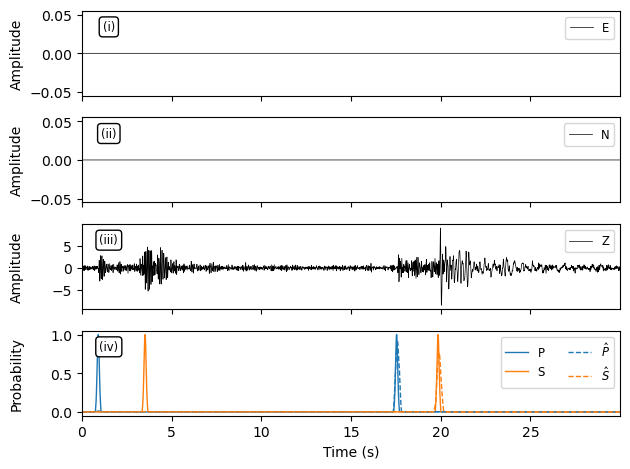 0.05
(i)
E
Amplitude
0.00
−0.05
0.05
(ii)
N
Amplitude
0.00
−0.05
(iii)
Z
Amplitude
5
0
−5
1.0
(iv)
P
P̂
S
Ŝ
Probability
0.5
0.0
0 5 10 15 20 25
Time (s)